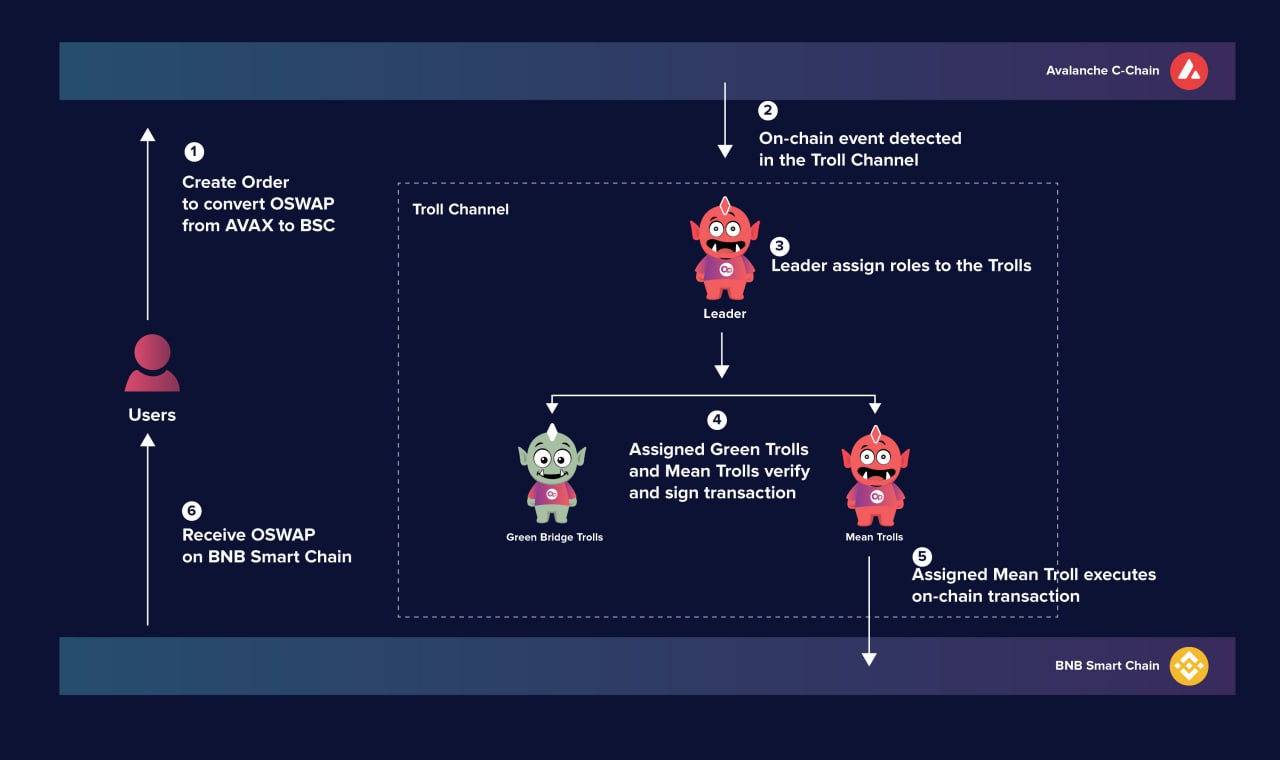 Avalanche C-Chain
1
Create Order
to convert OSWAP
from AVAX to BSC
2
On-chain event detected
in the Troll Channel
Troll Channel
3
Leader assign roles to the Trolls
Leader
4
Assigned Green Trolls
and Mean Trolls verify
and sign transaction
Green Bridge Trolls
Mean Trolls
5
Assigned Mean Troll executes
on-chain transaction
Users
6
Receive OSWAP
on BNB Smart Chain
BNB Smart Chain